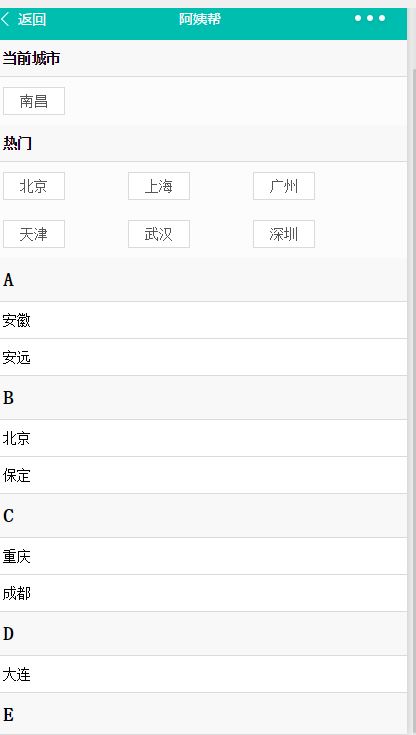 返回 阿姨帮
当前城市
南昌
热门
北京 上海 广州
天津 武汉 深圳
A
安徽
安远
B
北京
保定
C
重庆
成都
D
大连
E